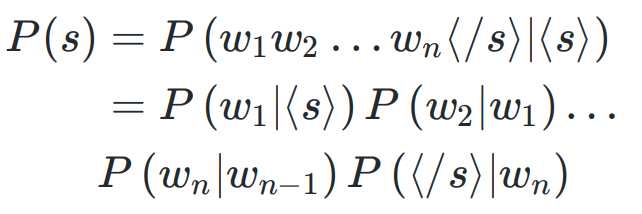 P(s) = P (w₁w₂ … wₙ⟨/s⟩|⟨s⟩)
= P (w₁|⟨s⟩) P (w₂|w₁) …
P (wₙ|wₙ₋₁) P (⟨/s⟩|wₙ)